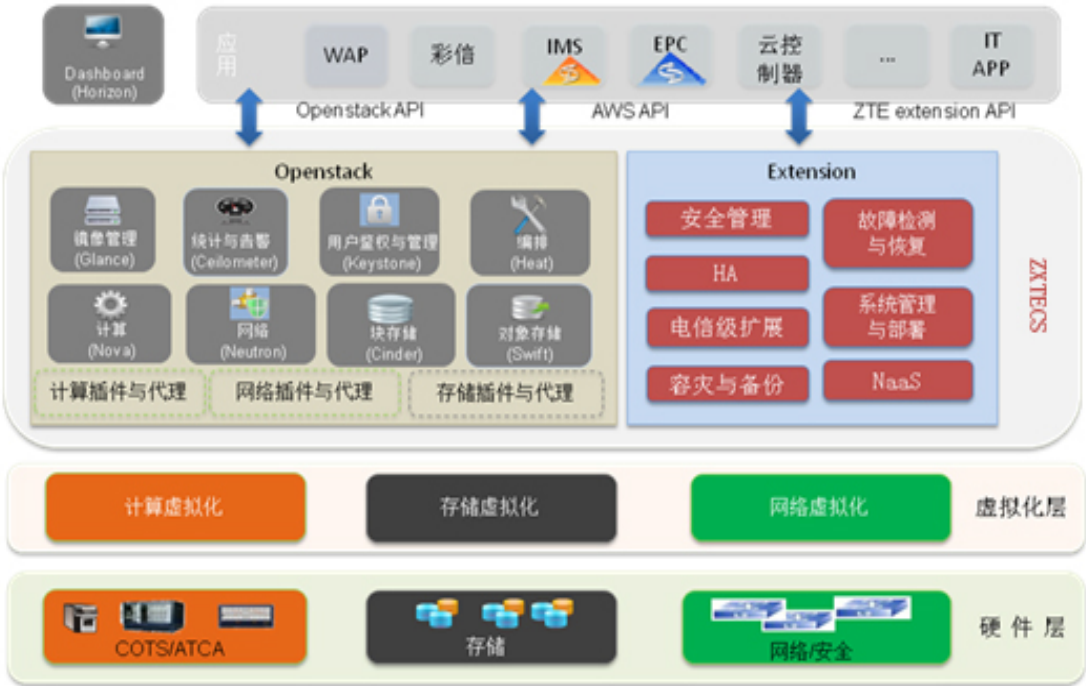 Dashboard
(Horizon)
应用
WAP
彩信
IMS
EPC
云控
制器
...
IT
APP
Openstack API
AWS API
ZTE extension API
Openstack
镜像管理
(Glance)
统计与告警
(Ceilometer)
用户鉴权与管理
(Keystone)
编排
(Heat)
计算
(Nova)
网络
(Neutron)
块存储
(Cinder)
对象存储
(Swift)
计算插件与代理
网络插件与代理
存储插件与代理
Extension
安全管理
故障检测
与恢复
HA
电信级扩展
系统管理
与部署
容灾与备份
NaaS
ZXTECS
计算虚拟化
存储虚拟化
网络虚拟化
虚拟化层
COTS/ATCA
存储
网络/安全
硬件层